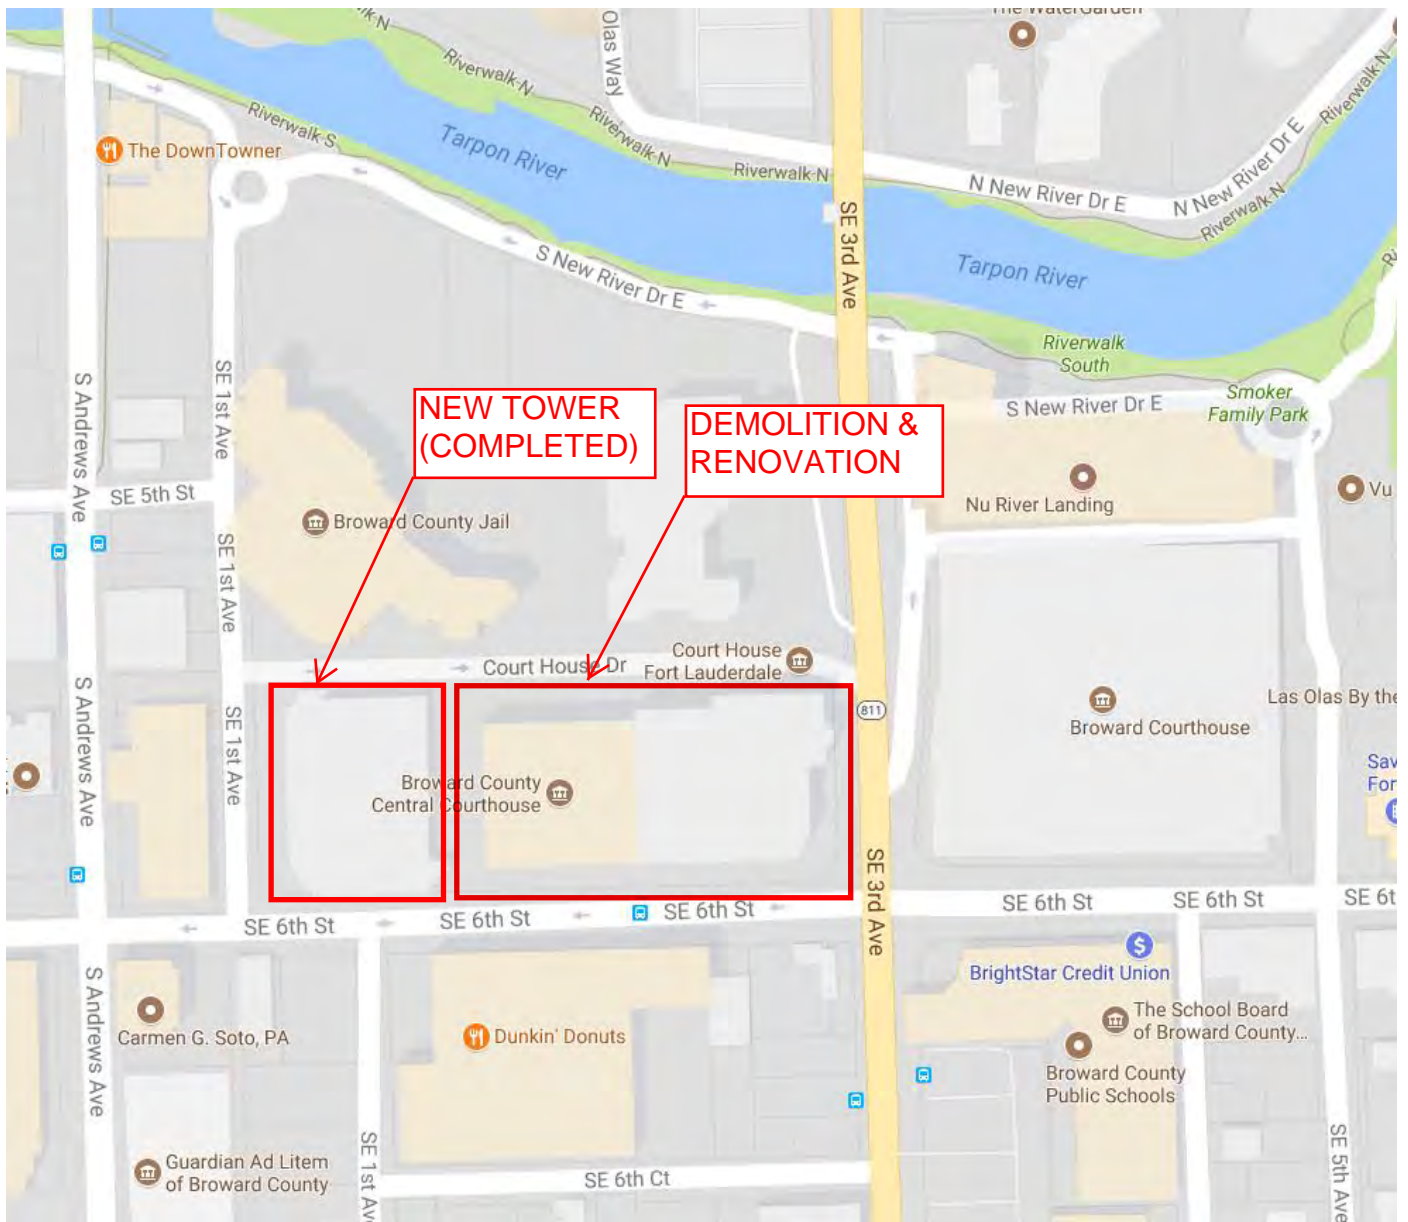 The WaterGarden
Olas Way
Riverwalk N
Riverwalk N
Riverwalk N
Riverwalk N
Riverwalk S
Tarpon River
The DownTowner
N New River Dr E
N New River Dr E
Riverwalk N
Riverwalk N
SE 3rd Ave
Tarpon River
S New River Dr E
Riverwalk
South
Smoker
Family Park
S New River Dr E
S Andrews Ave
SE 1st Ave
NEW TOWER
(COMPLETED)
DEMOLITION &
RENOVATION
SE 5th St
Broward County Jail
Nu River Landing
Vu
SE 1st Ave
Court House Dr
Court House
Fort Lauderdale
S Andrews Ave
SE 1st Ave
811
Broward Courthouse
Las Olas By the
Broward County
Central Courthouse
Sav
For
SE 3rd Ave
SE 6th St
SE 6th St
SE 6th St
SE 6th St
SE 6th St
SE 6t
S Andrews Ave
BrightStar Credit Union
Carmen G. Soto, PA
Dunkin' Donuts
The School Board
of Broward County...
Broward County
Public Schools
SE 1st Av
Guardian Ad Litem
of Broward County
SE 6th Ct
SE 5th Ave